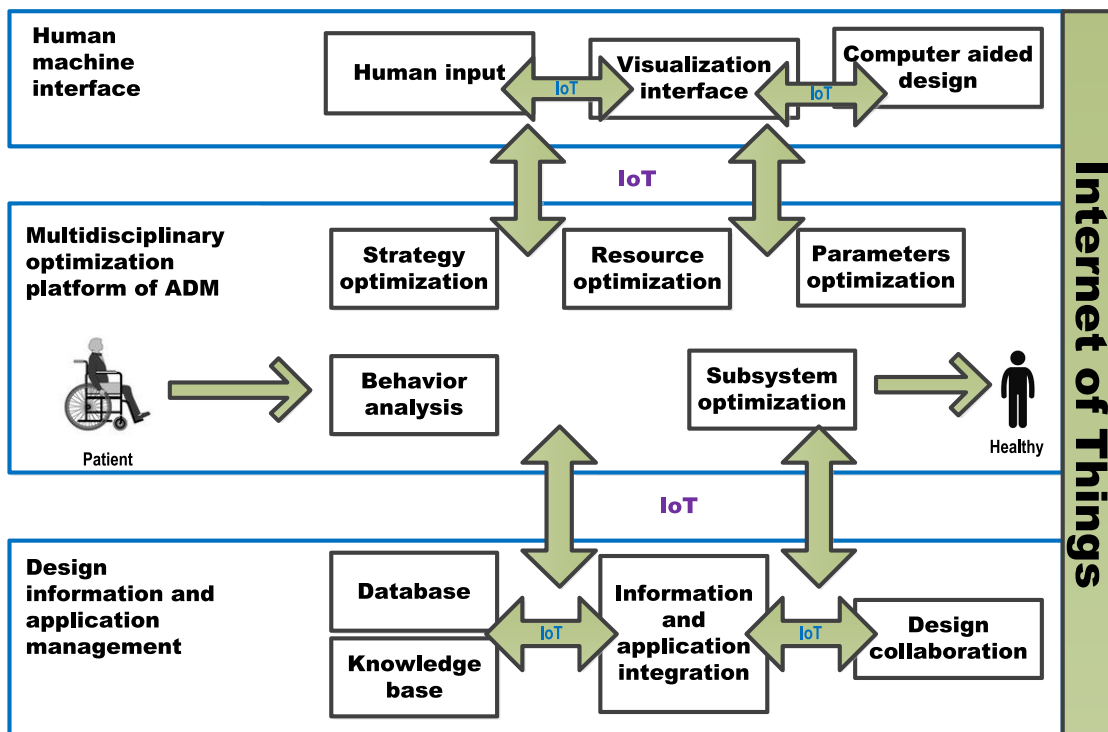 Human
machine
interface
Human input
IoT
Visualization
interface
IoT
Computer aided
design
IoT
Multidisciplinary
optimization
platform of ADM
Strategy
optimization
Resource
optimization
Parameters
optimization
Patient
Behavior
analysis
Subsystem
optimization
Healthy
IoT
Design
information and
application
management
Database
Knowledge
base
IoT
Information
and
application
integration
IoT
Design
collaboration
Internet of Things